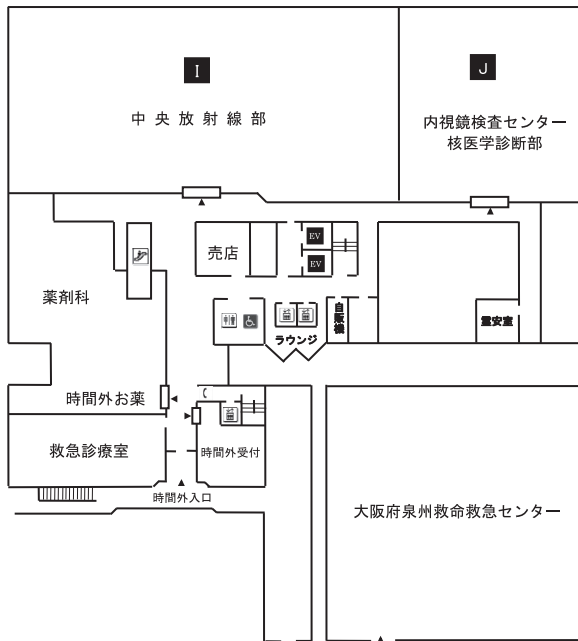 I
中央放射線部
J
内視鏡検査センター
核医学診断部
売店
EV
EV
薬剤科
自販機
ラウンジ
霊安室
時間外お薬
救急診療室
時間外受付
時間外入口
大阪府泉州救命救急センター